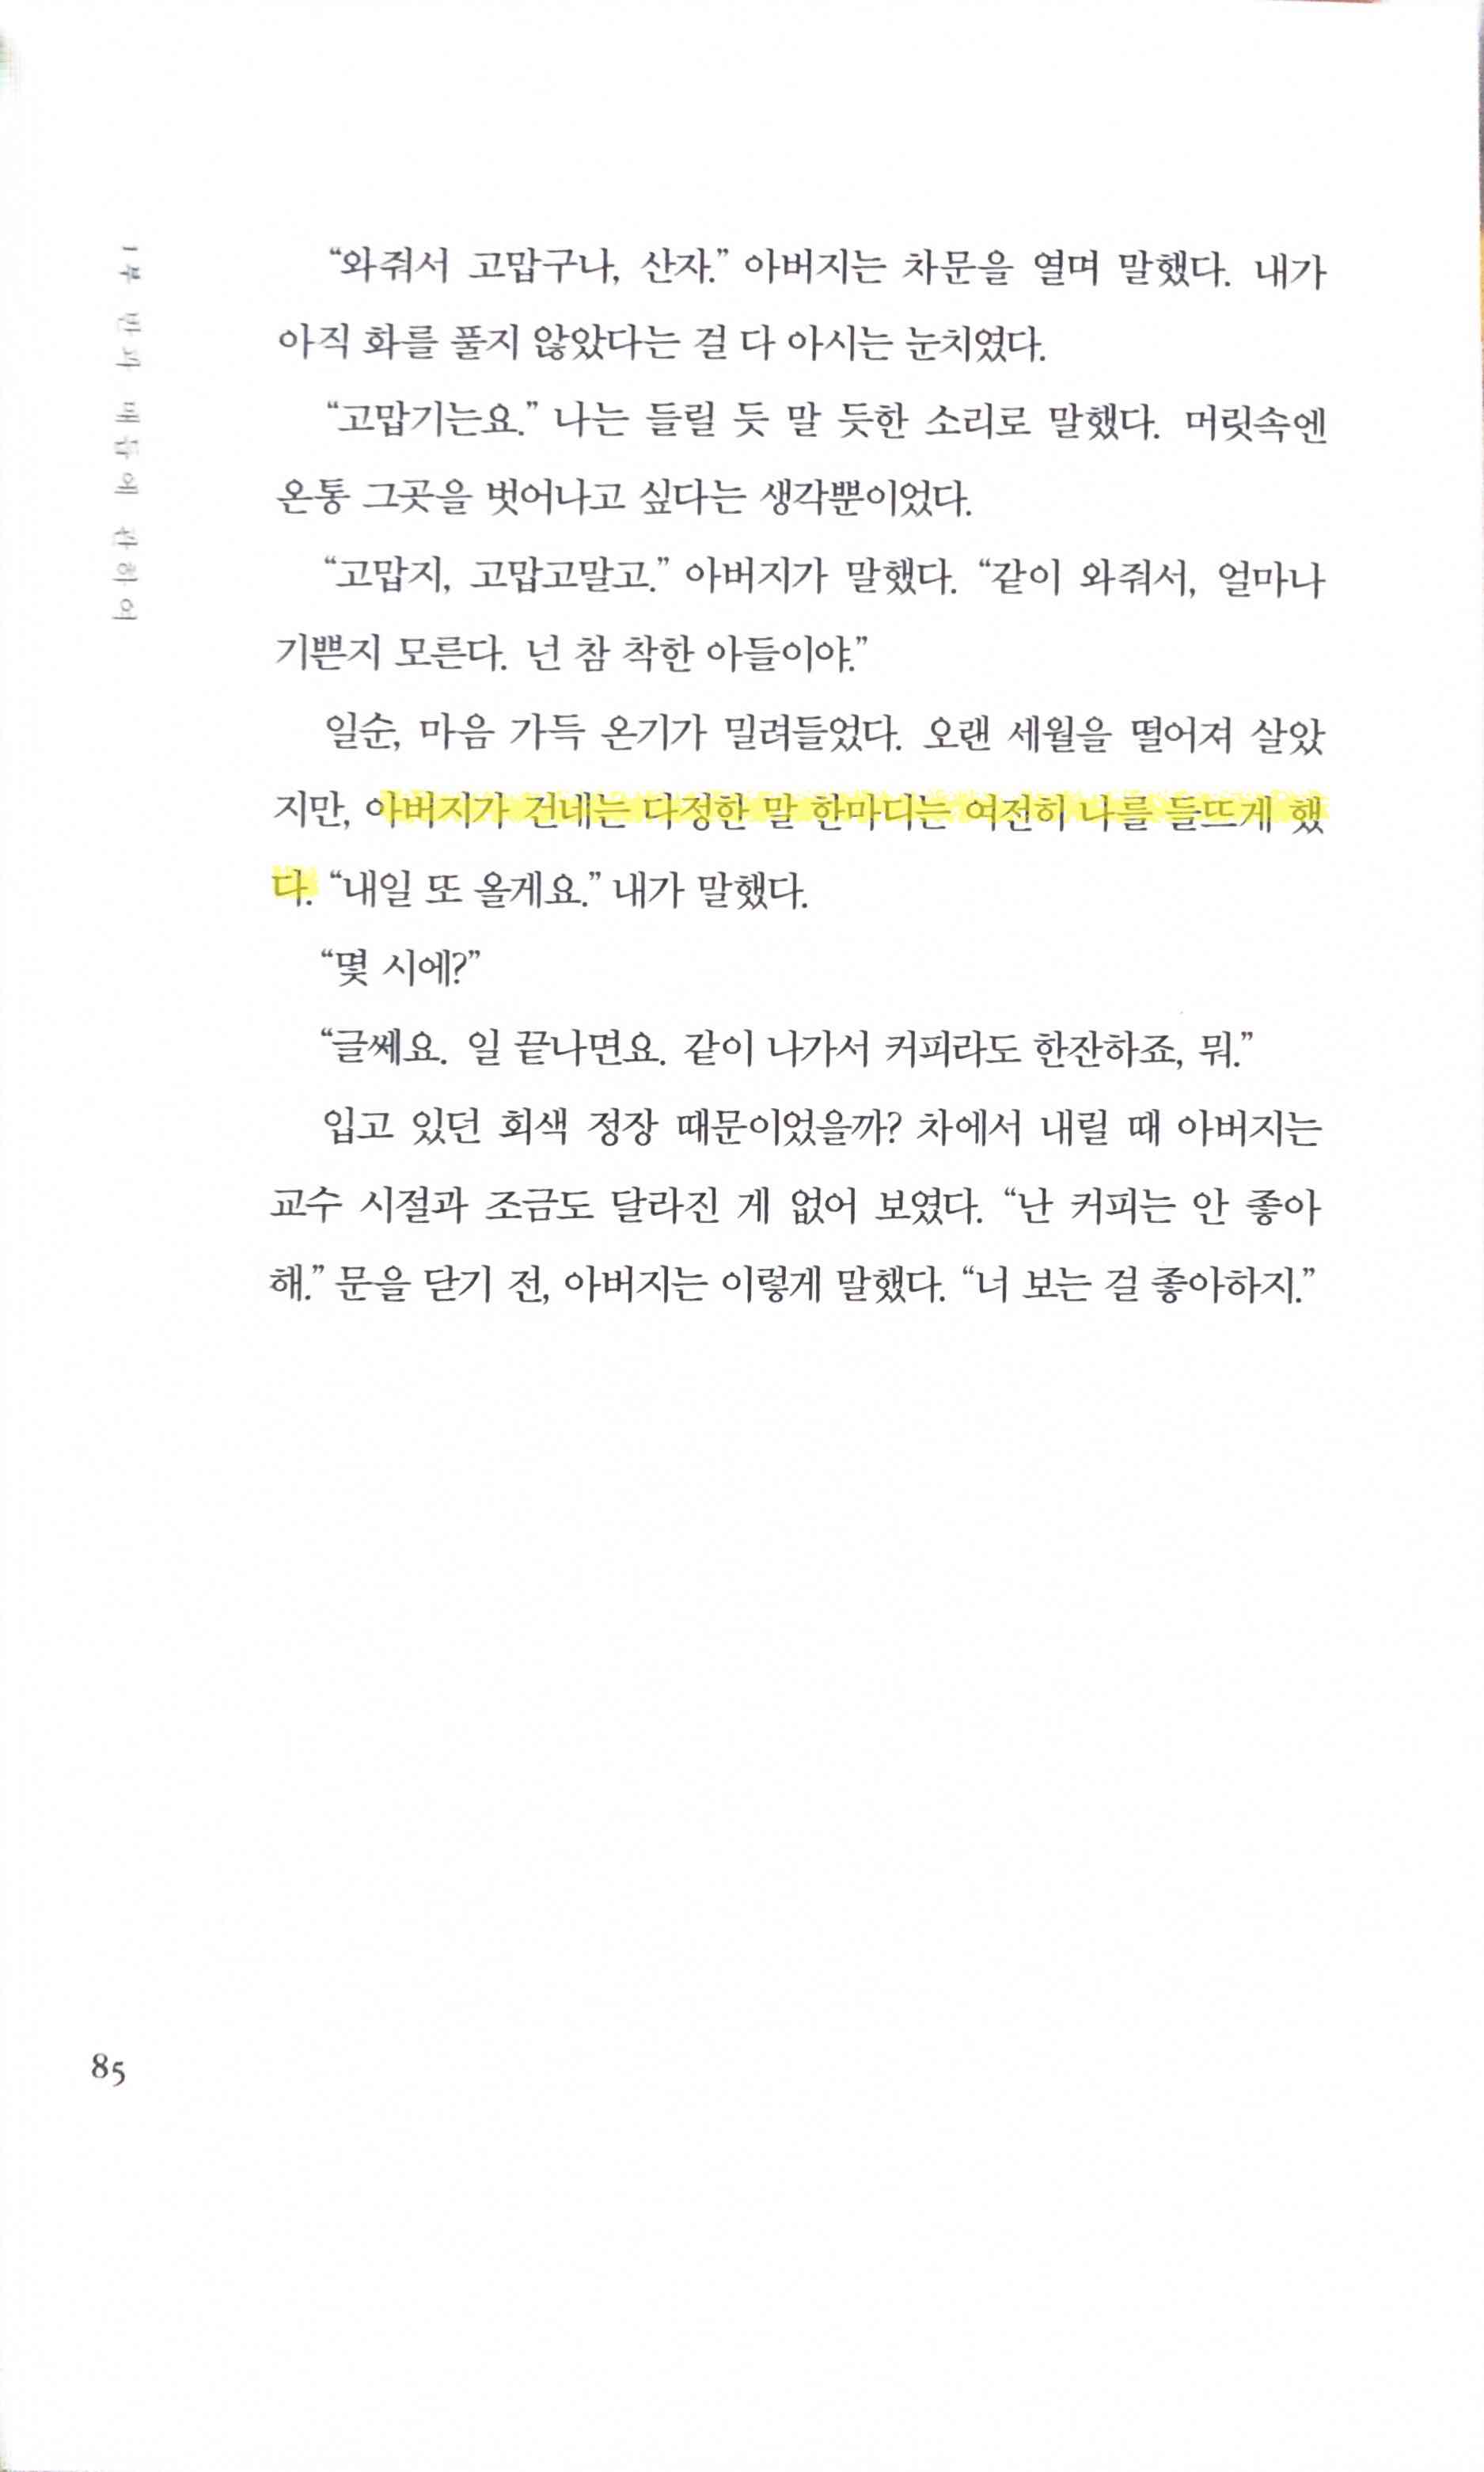 “와줘서 고맙구나, 산자.” 아버지는 차문을 열며 말했다. 내가
아직 화를 풀지 않았다는 걸 다 아시는 눈치였다.
“고맙기는요.” 나는 들릴 듯 말 듯한 소리로 말했다. 머릿속엔
온통 그곳을 벗어나고 싶다는 생각뿐이었다.
“고맙지, 고맙고말고.” 아버지가 말했다. “같이 와줘서, 얼마나
기쁜지 모른다. 넌 참 착한 아들이야.”
일순, 마음 가득 온기가 밀려들었다. 오랜 세월을 떨어져 살았
지만, 아버지가 건네는 다정한 말 한마디는 여전히 나를 들뜨게 했
다. “내일 또 올게요.” 내가 말했다.
“몇 시에?”
“글쎄요. 일 끝나면요. 같이 나가서 커피라도 한잔하죠, 뭐.”
입고 있던 회색 정장 때문이었을까? 차에서 내릴 때 아버지는
교수 시절과 조금도 달라진 게 없어 보였다. “난 커피는 안 좋아
해.” 문을 닫기 전, 아버지는 이렇게 말했다. “너 보는 걸 좋아하지.”
85